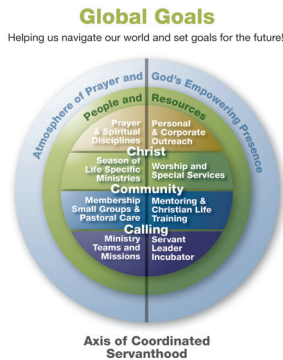 Global Goals
Helping us navigate our world and set goals for the future!
Atmosphere of Prayer and God's Empowering Presence
People and Resources
Prayer
& Spiritual
Disciplines
Personal
& Corporate
Outreach
Christ
Season of
Life Specific
Ministries
Worship and
Special Services
Community
Membership
Small Groups &
Pastoral Care
Mentoring &
Christian Life
Training
Calling
Ministry
Teams and
Missions
Servant
Leader
Incubator
Axis of Coordinated
Servanthood